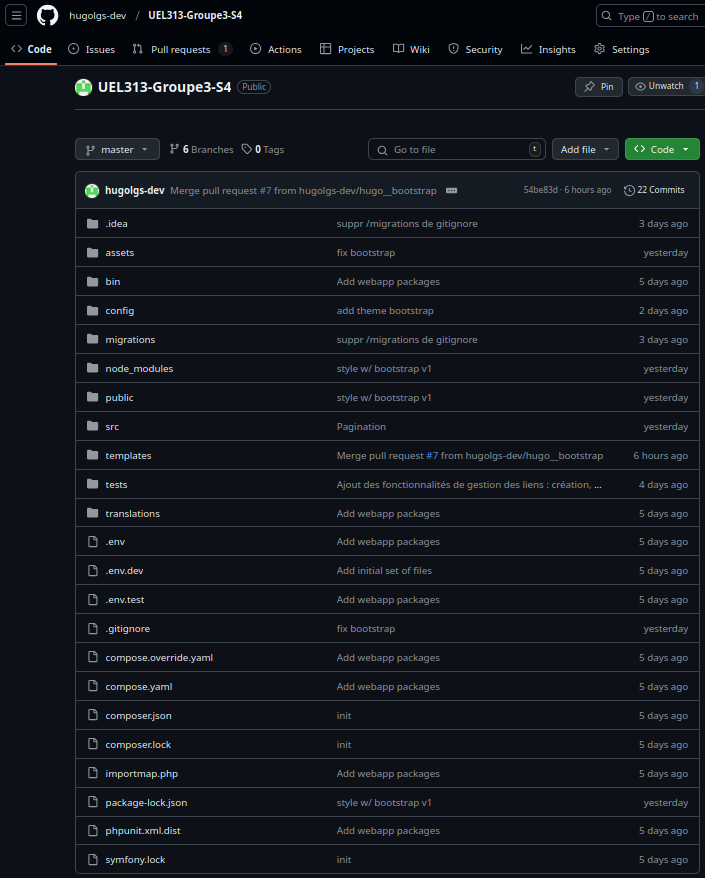 hugolgs-dev / UEL313-Groupe3-S4 Type / to search
Code Issues Pull requests 1 Actions Projects Wiki Security Insights Settings
UEL313-Groupe3-S4 Public Pin Unwatch 1
master 6 Branches 0 Tags Go to file t Add file Code
hugolgs-dev Merge pull request #7 from hugolgs-dev/hugo__bootstrap 54be83d · 6 hours ago 22 Commits
.idea suppr /migrations de gitignore 3 days ago
assets fix bootstrap yesterday
bin Add webapp packages 5 days ago
config add theme bootstrap 2 days ago
migrations suppr /migrations de gitignore 3 days ago
node_modules style w/ bootstrap v1 yesterday
public style w/ bootstrap v1 yesterday
src Pagination yesterday
templates Merge pull request #7 from hugolgs-dev/hugo__bootstrap 6 hours ago
tests Ajout des fonctionnalités de gestion des liens : création, ... 4 days ago
translations Add webapp packages 5 days ago
.env Add webapp packages 5 days ago
.env.dev Add initial set of files 5 days ago
.env.test Add webapp packages 5 days ago
.gitignore fix bootstrap yesterday
compose.override.yaml Add webapp packages 5 days ago
compose.yaml Add webapp packages 5 days ago
composer.json init 5 days ago
composer.lock init 5 days ago
importmap.php Add webapp packages 5 days ago
package-lock.json style w/ bootstrap v1 yesterday
phpunit.xml.dist Add webapp packages 5 days ago
symfony.lock init 5 days ago